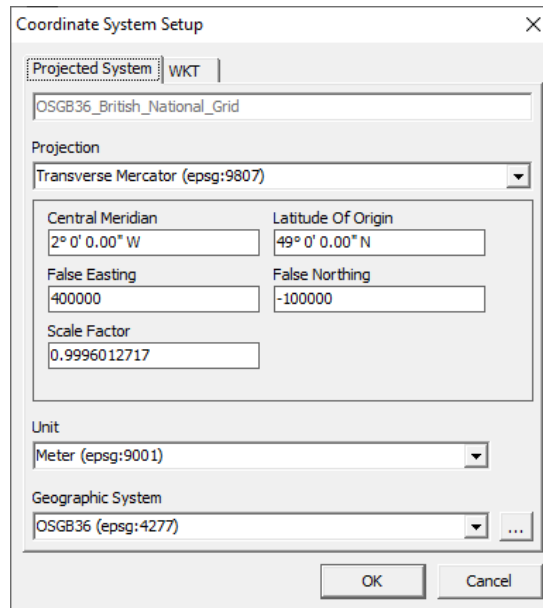 Coordinate System Setup
Projected System WKT
OSGB36_British_National_Grid
Projection
Transverse Mercator (epsg:9807)
Central Meridian Latitude Of Origin
2° 0' 0.00" W 49° 0' 0.00" N
False Easting False Northing
400000 -100000
Scale Factor
0.9996012717
Unit
Meter (epsg:9001)
Geographic System
OSGB36 (epsg:4277) ...
OK Cancel